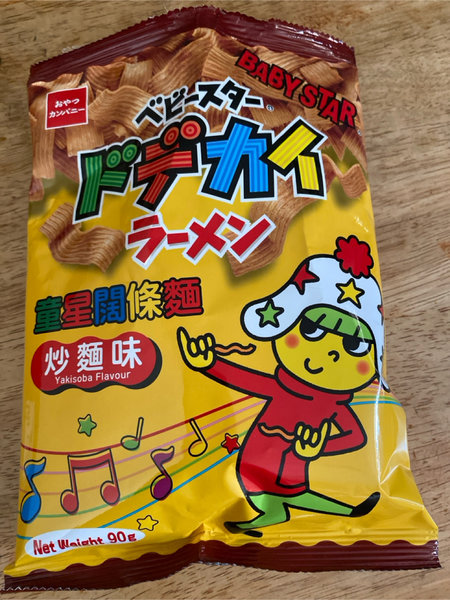 おやつ
カンパニー
BABY STAR
ベビースター®
ドデカイ
ラーメン
童星闊條麵
炒麵味
Yakisoba Flavour
Net Weight 90g